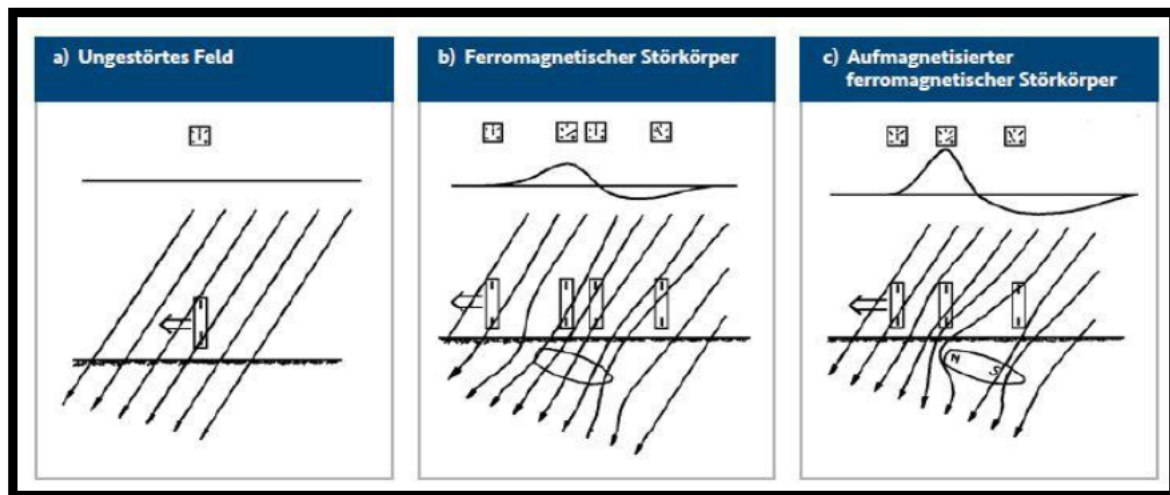 a) Ungestörtes Feld
b) Ferromagnetischer Störkörper
c) Aufmagnetisierter
ferromagnetischer Störkörper
N
S